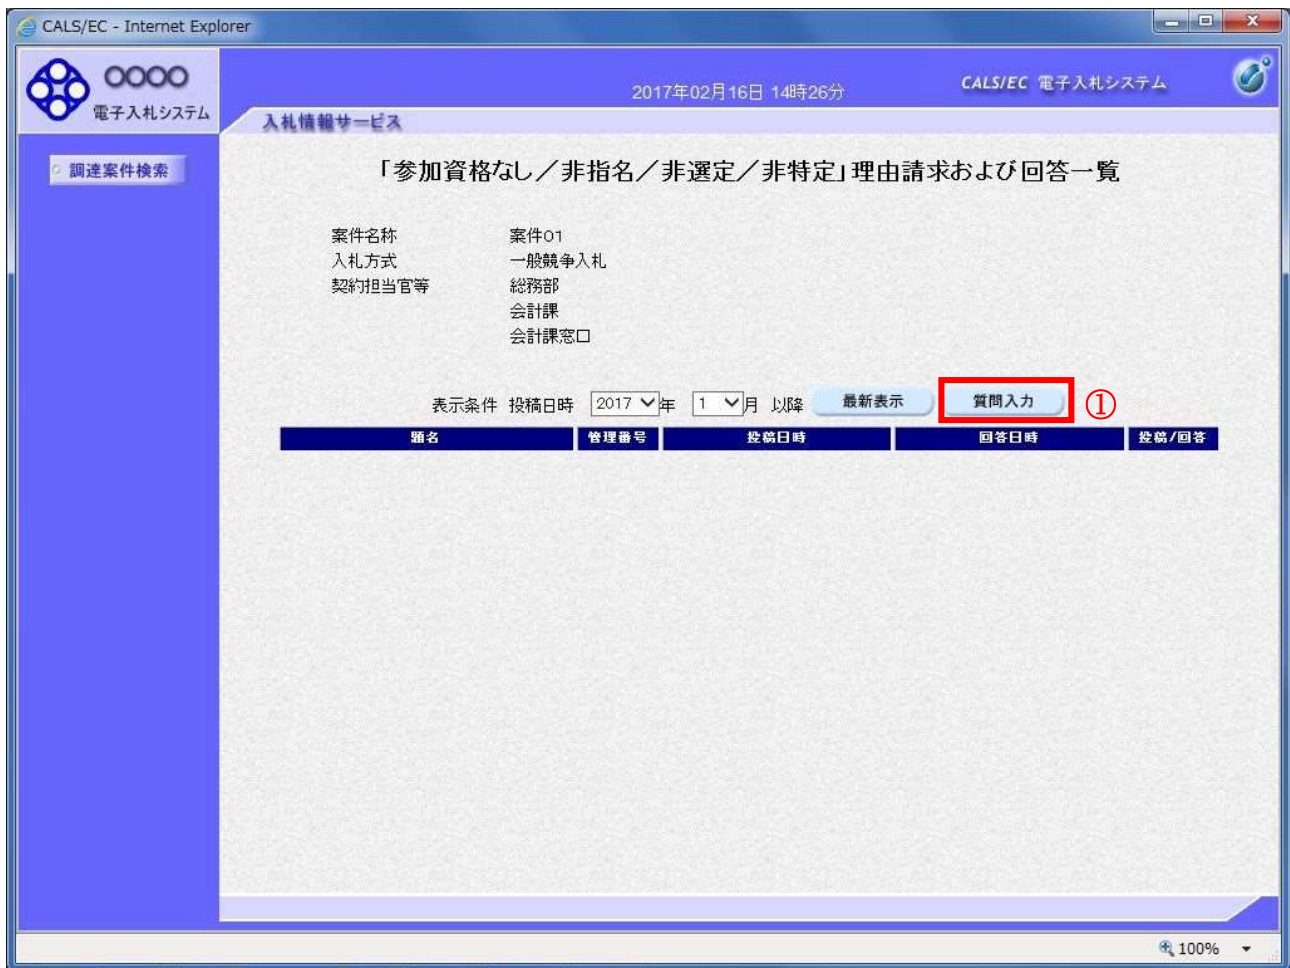 CALS/EC - Internet Explorer
〇〇〇〇
電子入札システム
2017年02月16日 14時26分
CALS/EC 電子入札システム
入札情報サービス
調達案件検索
「参加資格なし／非指名／非選定／非特定」理由請求および回答一覧
案件名称 案件01
入札方式 一般競争入札
契約担当官等 総務部
会計課
会計課窓口
表示条件 投稿日時 2017 年 1 月 以降 最新表示 質問入力 ①
題名 管理番号 投稿日時 回答日時 投稿/回答
100%